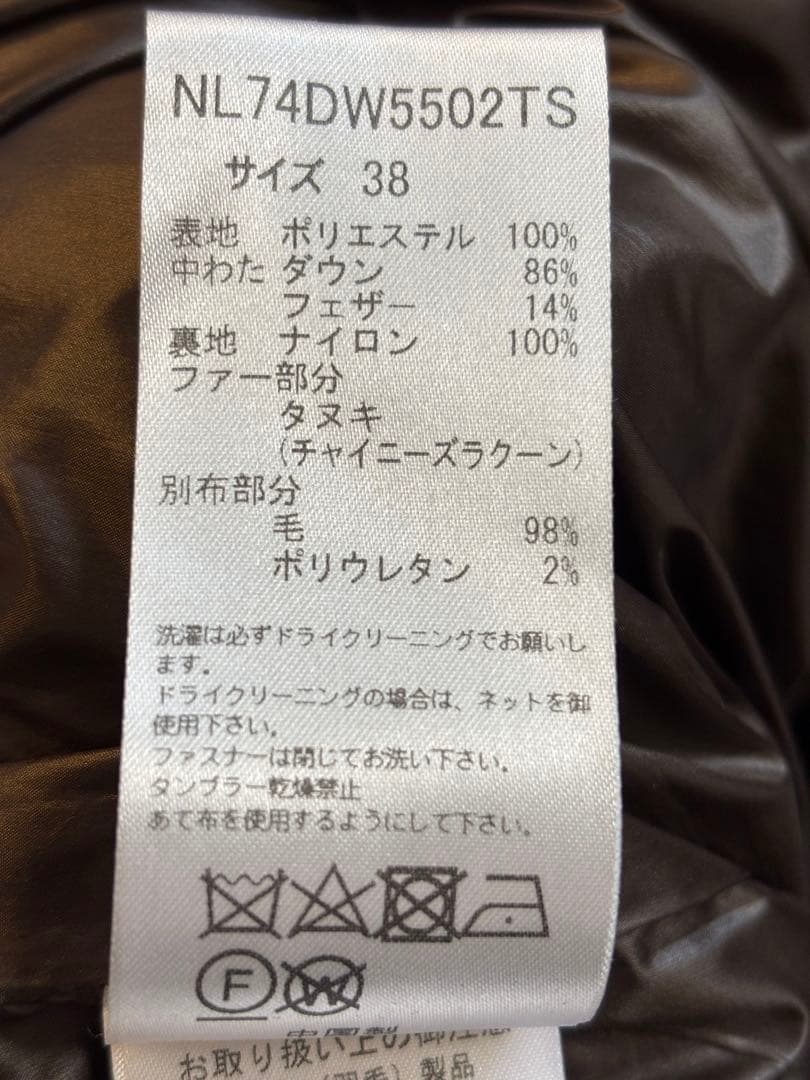 NL74DW5502TS
サイズ 38
表地 ポリエステル 100%
中わた ダウン 86%
フェザー 14%
裏地 ナイロン 100%
ファー部分
タヌキ
(チャイニーズラクーン)
別布部分
毛 98%
ポリウレタン 2%
洗濯は必ずドライクリーニングでお願いし
ます。
ドライクリーニングの場合は、ネットを御
使用下さい。
ファスナーは閉じてお洗い下さい。
タンブラー乾燥禁止
あて布を使用するようにして下さい。
F W
お取り扱い上の御注意
(羽毛) 製品